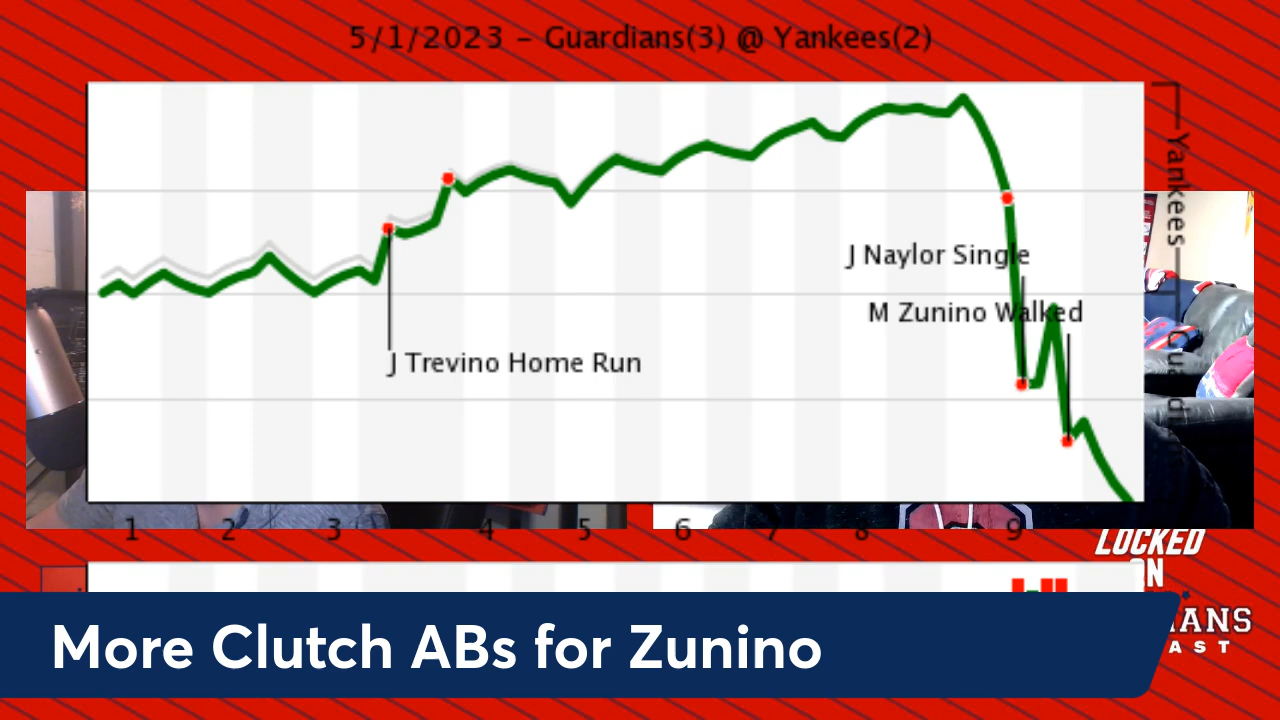 5/1/2023 – Guardians(3) @ Yankees(2)
Yankees
J Naylor Single
M Zunino Walked
J Trevino Home Run
1 2 3 4 5 6 7 8 9
LOCKED
ON
More Clutch ABs for Zunino